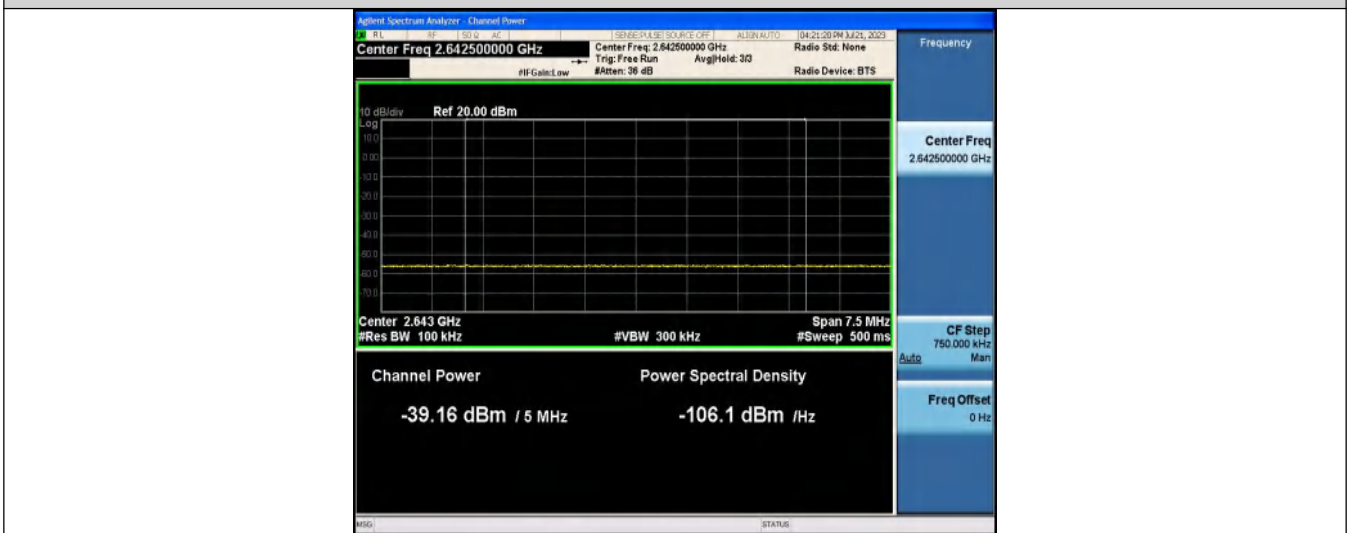 Agilent Spectrum Analyzer - Channel Power
RL RF 50 Ω AC SENSE:PULSE SOURCE OFF ALIGN AUTO 04:21:20 PM Jul 21, 2023
Center Freq 2.642500000 GHz
Center Freq: 2.642500000 GHz
Radio Std: None
Trig: Free Run Avg|Hold: 3/3
#IFGain:Low
#Atten: 36 dB
Radio Device: BTS
Frequency
10 dB/div Ref 20.00 dBm
Log
10.0
0.00
-10.0
-20.0
-30.0
-40.0
-50.0
-60.0
-70.0
Center 2.643 GHz
Span 7.5 MHz
#Res BW 100 kHz
#VBW 300 kHz
#Sweep 500 ms
Channel Power
Power Spectral Density
-39.16 dBm / 5 MHz
-106.1 dBm /Hz
Center Freq
2.642500000 GHz
CF Step
750.000 kHz
Auto Man
Freq Offset
0 Hz
MSG
STATUS